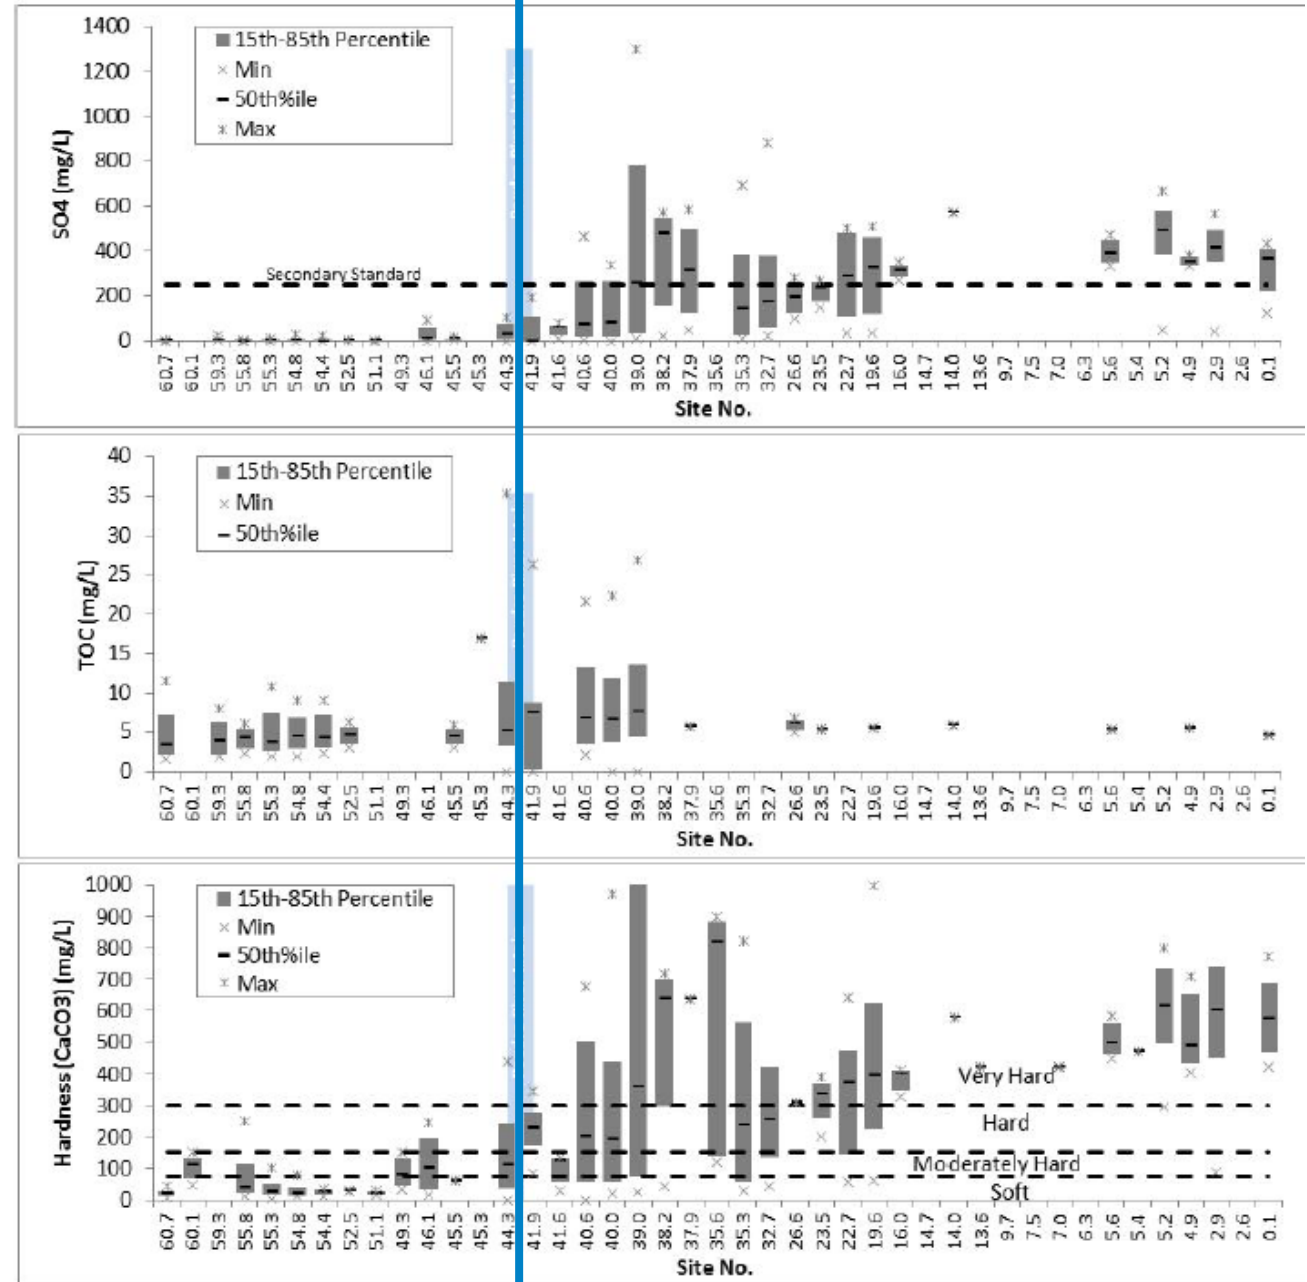 1400
1200
1000
800
600
400
200
0
SO4 (mg/L)
15th-85th Percentile
Min
50th%ile
Max
Secondary Standard
60.7 60.1 59.3 55.8 55.3 54.8 54.4 52.5 51.1 49.3 46.1 45.5 45.3 44.3 41.9 41.6 40.6 40.0 39.0 38.2 37.9 35.6 35.3 32.7 26.6 23.5 22.7 19.6 16.0 14.7 14.0 13.6 9.7 7.5 7.0 6.3 5.6 5.4 5.2 4.9 2.9 2.6 0.1
Site No.
40
35
30
25
20
15
10
5
0
TOC (mg/L)
15th-85th Percentile
Min
50th%ile
60.7 60.1 59.3 55.8 55.3 54.8 54.4 52.5 51.1 49.3 46.1 45.5 45.3 44.3 41.9 41.6 40.6 40.0 39.0 38.2 37.9 35.6 35.3 32.7 26.6 23.5 22.7 19.6 16.0 14.7 14.0 13.6 9.7 7.5 7.0 6.3 5.6 5.4 5.2 4.9 2.9 2.6 0.1
Site No.
1000
900
800
700
600
500
400
300
200
100
0
Hardness (CaCO3) (mg/L)
15th-85th Percentile
Min
50th%ile
Max
Very Hard
Hard
Moderately Hard
Soft
60.7 60.1 59.3 55.8 55.3 54.8 54.4 52.5 51.1 49.3 46.1 45.5 45.3 44.3 41.9 41.6 40.6 40.0 39.0 38.2 37.9 35.6 35.3 32.7 26.6 23.5 22.7 19.6 16.0 14.7 14.0 13.6 9.7 7.5 7.0 6.3 5.6 5.4 5.2 4.9 2.9 2.6 0.1
Site No.